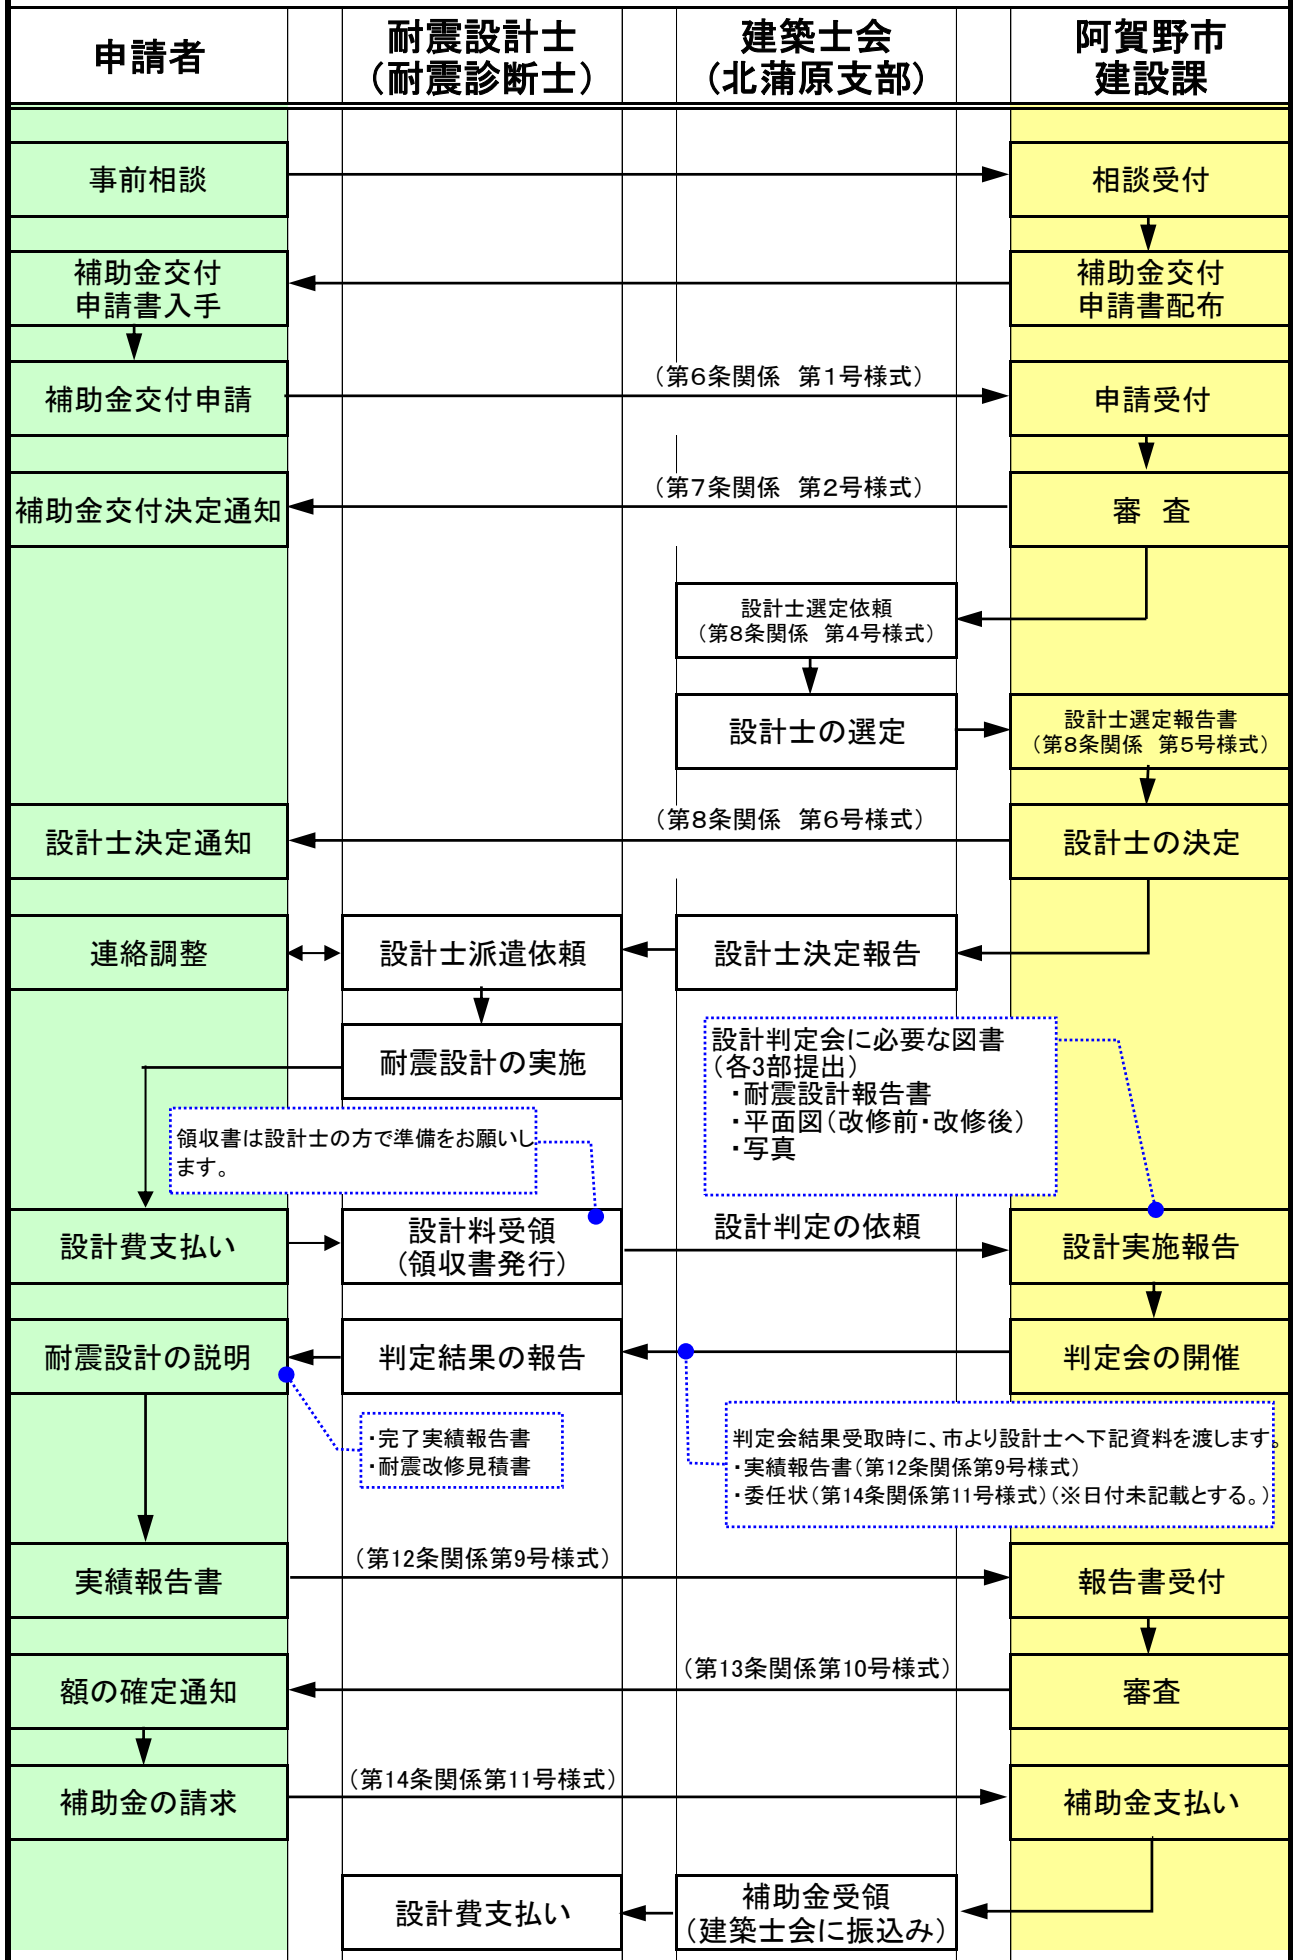 申請者
耐震設計士
（耐震診断士）
建築士会
（北蒲原支部）
阿賀野市
建設課
事前相談
相談受付
補助金交付
申請書入手
補助金交付
申請書配布
補助金交付申請
（第6条関係　第1号様式）
申請受付
補助金交付決定通知
（第7条関係　第2号様式）
審　査
設計士選定依頼
（第8条関係　第4号様式）
設計士の選定
設計士選定報告書
（第8条関係　第5号様式）
設計士決定通知
（第8条関係　第6号様式）
設計士の決定
連絡調整
設計士派遣依頼
設計士決定報告
耐震設計の実施
設計判定会に必要な図書
（各3部提出）
・耐震設計報告書
・平面図（改修前・改修後）
・写真
領収書は設計士の方で準備をお願いし
ます。
設計費支払い
設計料受領
（領収書発行）
設計判定の依頼
設計実施報告
耐震設計の説明
判定結果の報告
判定会の開催
・完了実績報告書
・耐震改修見積書
判定会結果受取時に、市より設計士へ下記資料を渡します。
・実績報告書（第12条関係第9号様式）
・委任状（第14条関係第11号様式）（※日付未記載とする。）
実績報告書
（第12条関係第9号様式）
報告書受付
額の確定通知
（第13条関係第10号様式）
審査
補助金の請求
（第14条関係第11号様式）
補助金支払い
設計費支払い
補助金受領
（建築士会に振込み）